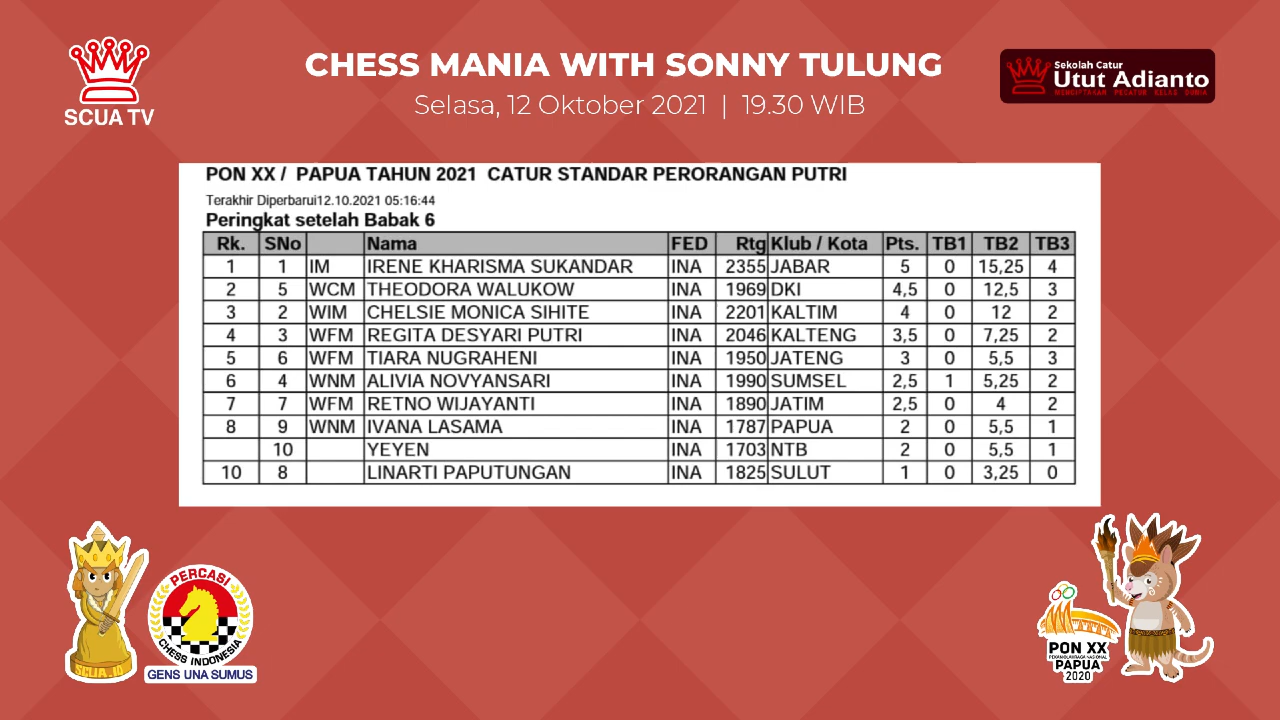 CHESS MANIA WITH SONNY TULUNG
Selasa, 12 Oktober 2021 | 19.30 WIB
SCUA TV
Sekolah Catur
Utut Adianto
MENCIPTAKAN PECATUR KELAS DUNIA
PON XX / PAPUA TAHUN 2021 CATUR STANDAR PERORANGAN PUTRI
Terakhir Diperbarui12.10.2021 05:16:44
Peringkat setelah Babak 6
Rk. SNo Nama FED Rtg Klub / Kota Pts. TB1 TB2 TB3
1 1 IM IRENE KHARISMA SUKANDAR INA 2355 JABAR 5 0 15,25 4
2 5 WCM THEODORA WALUKOW INA 1969 DKI 4,5 0 12,5 3
3 2 WIM CHELSIE MONICA SIHITE INA 2201 KALTIM 4 0 12 2
4 3 WFM REGITA DESYARI PUTRI INA 2046 KALTENG 3,5 0 7,25 2
5 6 WFM TIARA NUGRAHENI INA 1950 JATENG 3 0 5,5 3
6 4 WNM ALIVIA NOVYANSARI INA 1990 SUMSEL 2,5 1 5,25 2
7 7 WFM RETNO WIJAYANTI INA 1890 JATIM 2,5 0 4 2
8 9 WNM IVANA LASAMA INA 1787 PAPUA 2 0 5,5 1
10 YEYEN INA 1703 NTB 2 0 5,5 1
10 8 LINARTI PAPUTUNGAN INA 1825 SULUT 1 0 3,25 0
SCUA.ID
PERCASI
CHESS INDONESIA
GENS UNA SUMUS
PON XX
PEKAN OLAHRAGA NASIONAL
PAPUA
2020